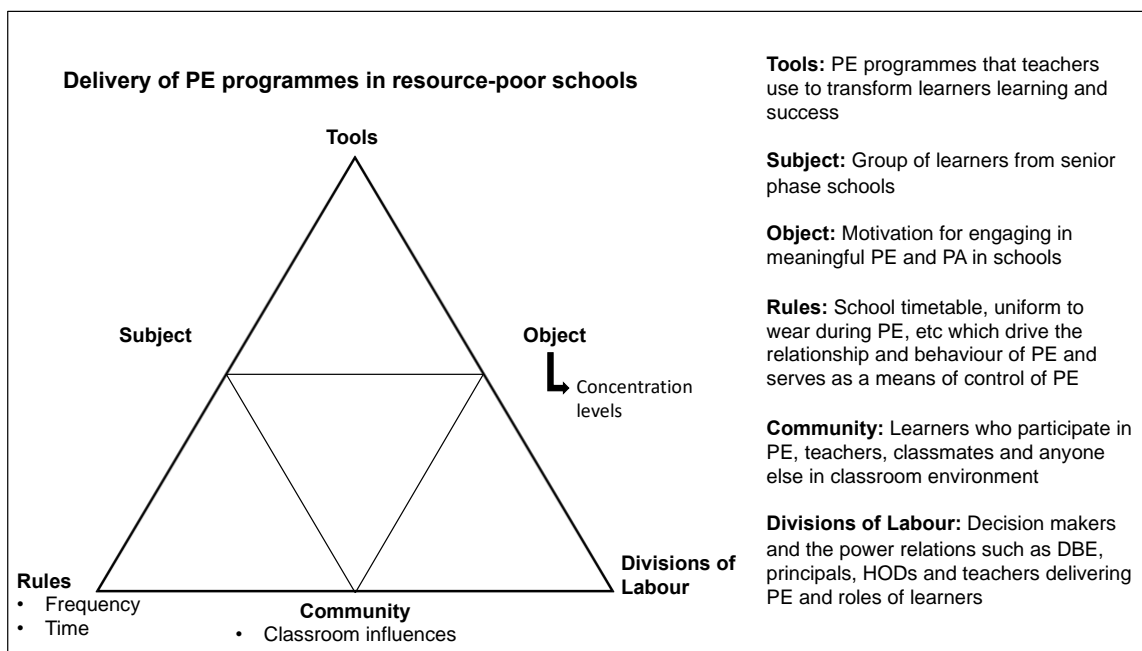 Delivery of PE programmes in resource-poor schools
Tools
Subject
Object
Concentration
levels
Rules
• Frequency
• Time
Community
• Classroom influences
Divisions of
Labour
Tools: PE programmes that teachers
use to transform learners learning and
success
Subject: Group of learners from senior
phase schools
Object: Motivation for engaging in
meaningful PE and PA in schools
Rules: School timetable, uniform to
wear during PE, etc which drive the
relationship and behaviour of PE and
serves as a means of control of PE
Community: Learners who participate in
PE, teachers, classmates and anyone
else in classroom environment
Divisions of Labour: Decision makers
and the power relations such as DBE,
principals, HODs and teachers delivering
PE and roles of learners